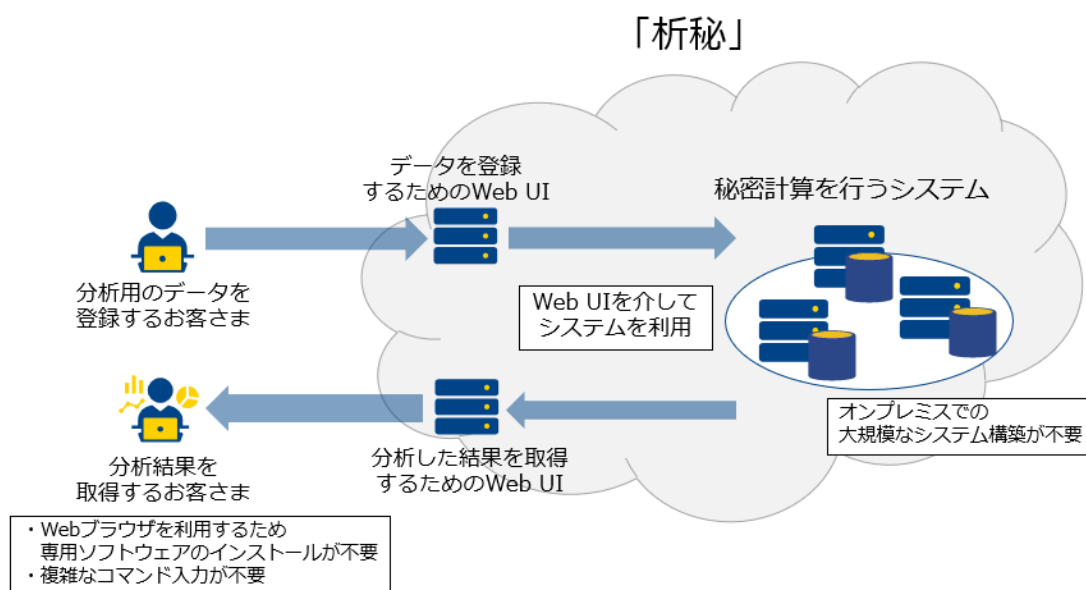 「析秘」
データを登録
するためのWeb UI
秘密計算を行うシステム
分析用のデータを
登録するお客さま
Web UIを介して
システムを利用
オンプレミスでの
大規模なシステム構築が不要
分析結果を
取得するお客さま
分析した結果を取得
するためのWeb UI
・Webブラウザを利用するため
専用ソフトウェアのインストールが不要
・複雑なコマンド入力が不要